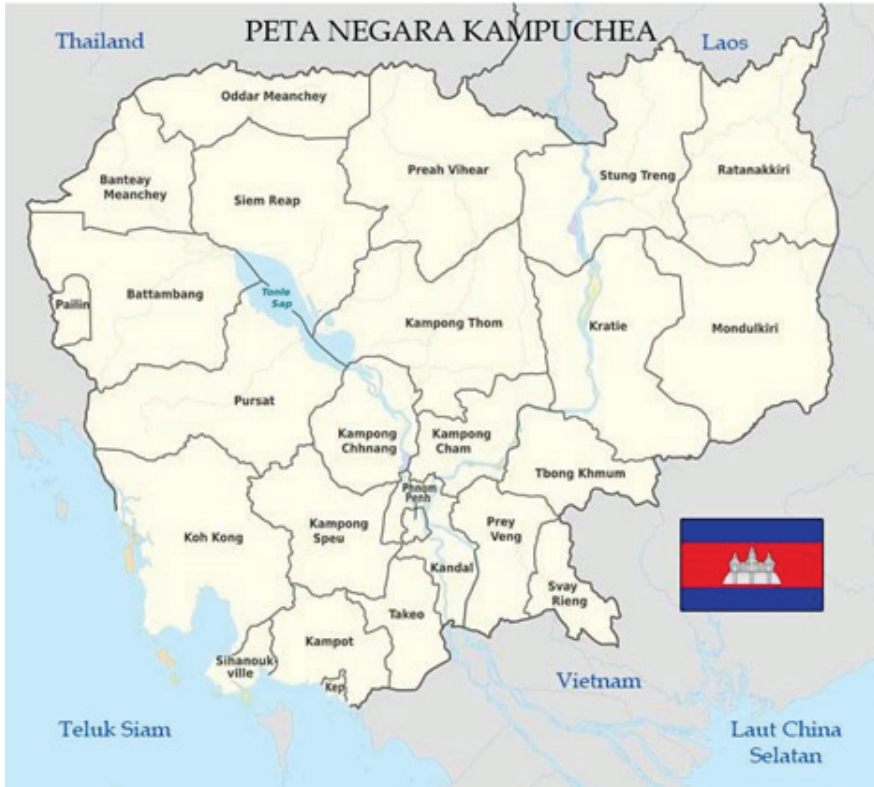 PETA NEGARA KAMPUCHEA
Thailand
Laos
Oddar Meanchey
Preah Vihear
Stung Treng
Ratanakkiri
Banteay
Meanchey
Siem Reap
Pailin
Battambang
Tonle
Sap
Kampong Thom
Kratie
Mondulkiri
Pursat
Kampong
Chhnang
Kampong
Cham
Tbong Khmum
Phnom
Penh
Koh Kong
Kampong
Speu
Prey
Veng
Kandal
Svay
Rieng
Takeo
Kampot
Sihanouk-
ville
Kep
Vietnam
Teluk Siam
Laut China
Selatan